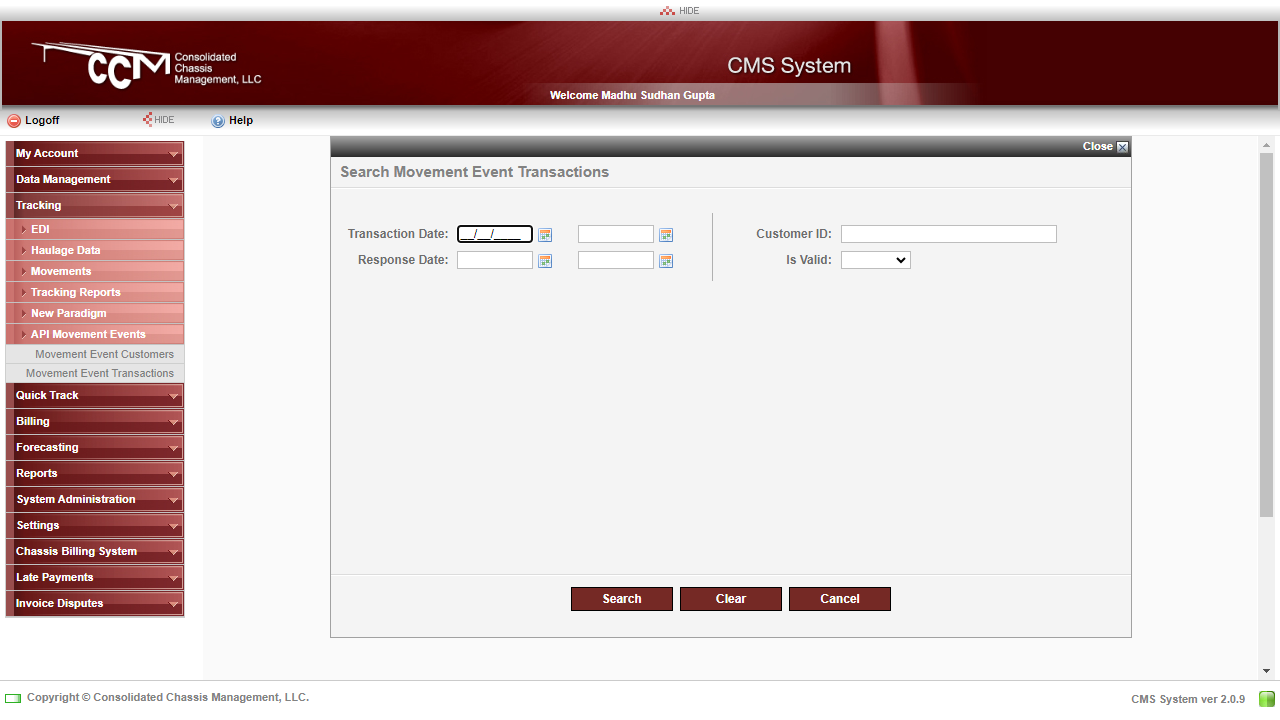 HIDE
CCM Consolidated
Chassis
Management, LLC
CMS System
Welcome Madhu Sudhan Gupta
Logoff
HIDE
Help
My Account
Data Management
Tracking
EDI
Haulage Data
Movements
Tracking Reports
New Paradigm
API Movement Events
Movement Event Customers
Movement Event Transactions
Quick Track
Billing
Forecasting
Reports
System Administration
Settings
Chassis Billing System
Late Payments
Invoice Disputes
Close
Search Movement Event Transactions
Transaction Date: __/__/____
Response Date:
Customer ID:
Is Valid:
Search Clear Cancel
Copyright © Consolidated Chassis Management, LLC.
CMS System ver 2.0.9